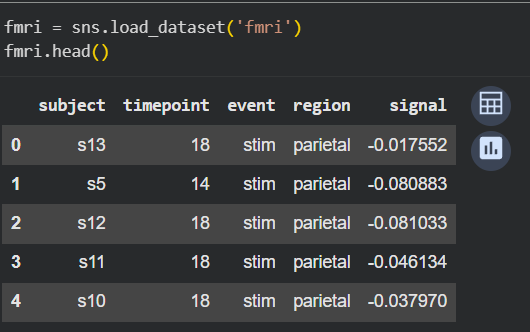 fmri = sns.load_dataset('fmri')
fmri.head()
subject timepoint event region signal
0 s13 18 stim parietal -0.017552
1 s5 14 stim parietal -0.080883
2 s12 18 stim parietal -0.081033
3 s11 18 stim parietal -0.046134
4 s10 18 stim parietal -0.037970